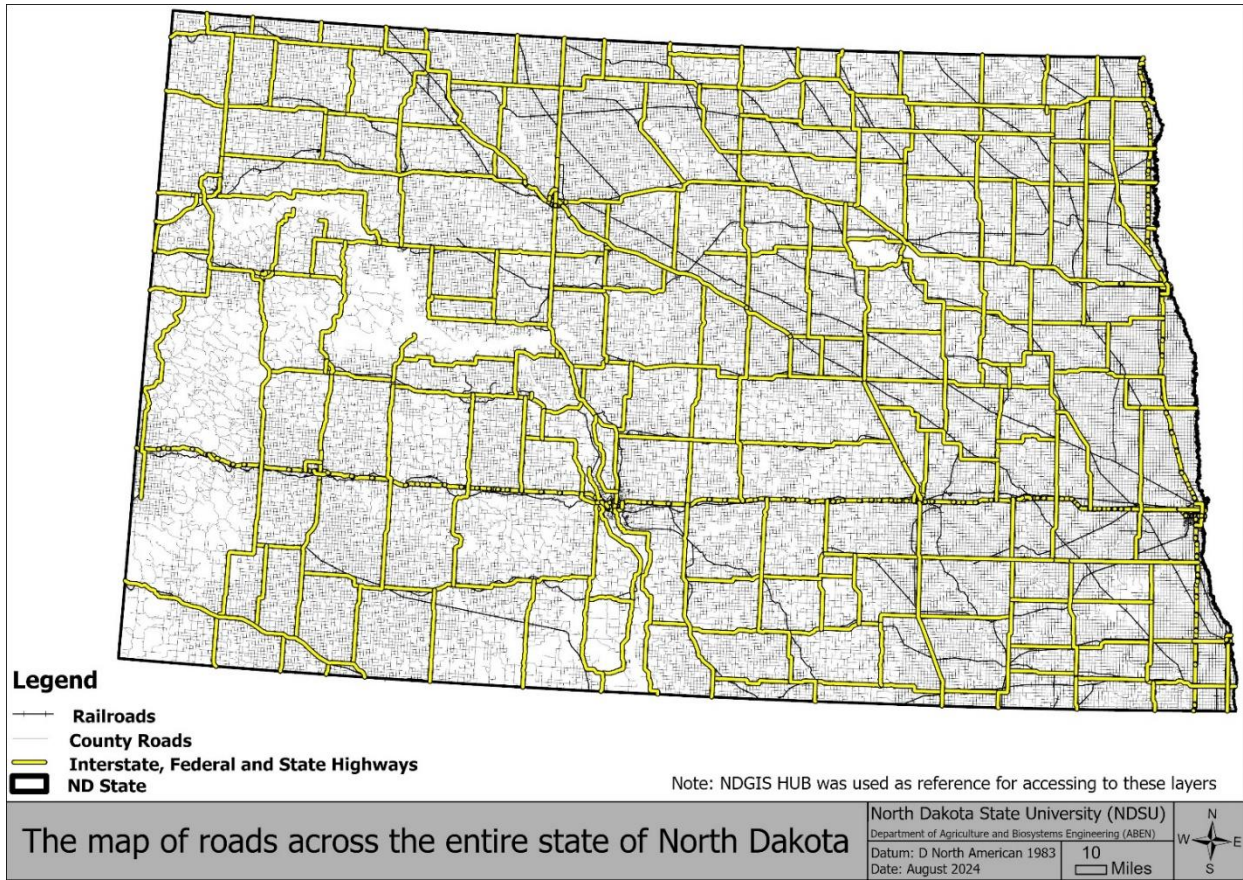 Legend
Railroads
County Roads
Interstate, Federal and State Highways
ND State
Note: NDGIS HUB was used as reference for accessing to these layers
The map of roads across the entire state of North Dakota
North Dakota State University (NDSU)
Department of Agriculture and Biosystems Engineering (ABEN)
Datum: D North American 1983
Date: August 2024
10
Miles
N
W E
S